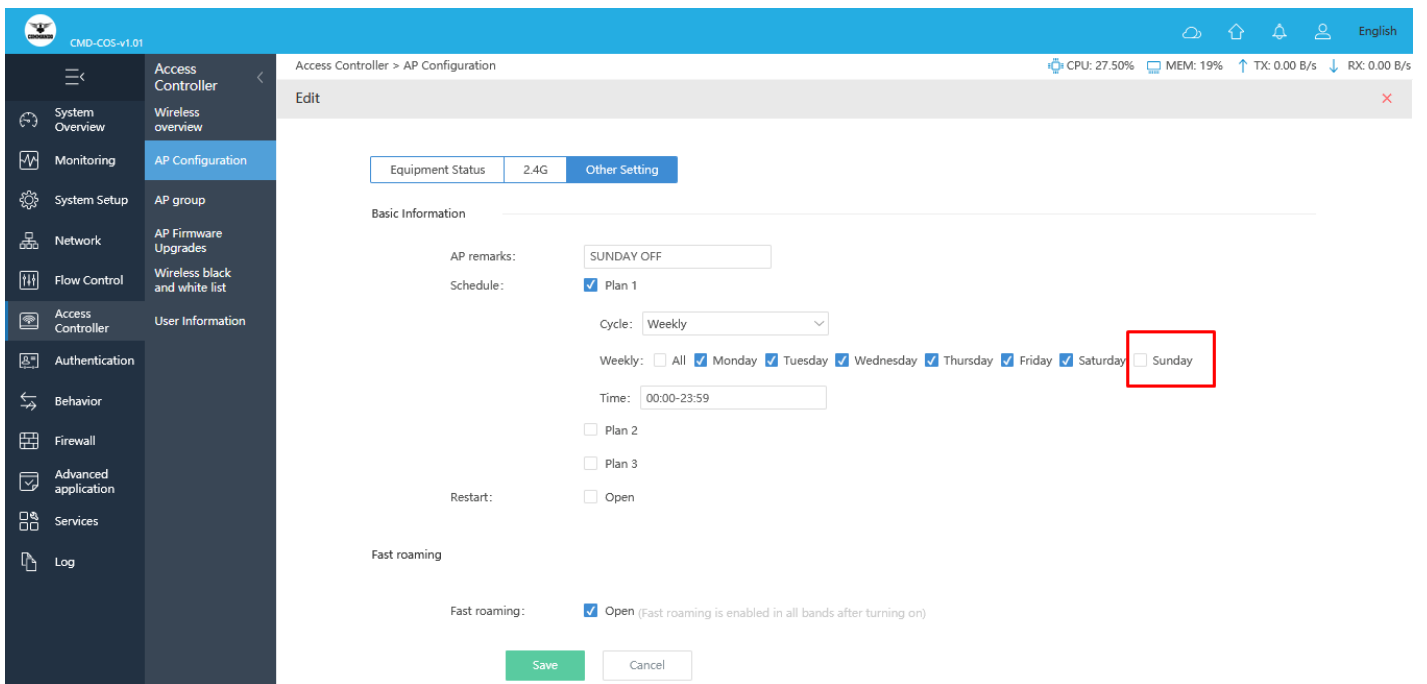 COMMANDO
CMD-COS-v1.01
English
Access Controller
Access Controller > AP Configuration
CPU: 27.50% MEM: 19% TX: 0.00 B/s RX: 0.00 B/s
Edit
System Overview
Monitoring
System Setup
Network
Flow Control
Access Controller
Authentication
Behavior
Firewall
Advanced application
Services
Log
Wireless overview
AP Configuration
AP group
AP Firmware Upgrades
Wireless black and white list
User Information
Equipment Status 2.4G Other Setting
Basic Information
AP remarks: SUNDAY OFF
Schedule: Plan 1
Cycle: Weekly
Weekly: All Monday Tuesday Wednesday Thursday Friday Saturday Sunday
Time: 00:00-23:59
Plan 2
Plan 3
Restart: Open
Fast roaming
Fast roaming: Open (Fast roaming is enabled in all bands after turning on)
Save Cancel